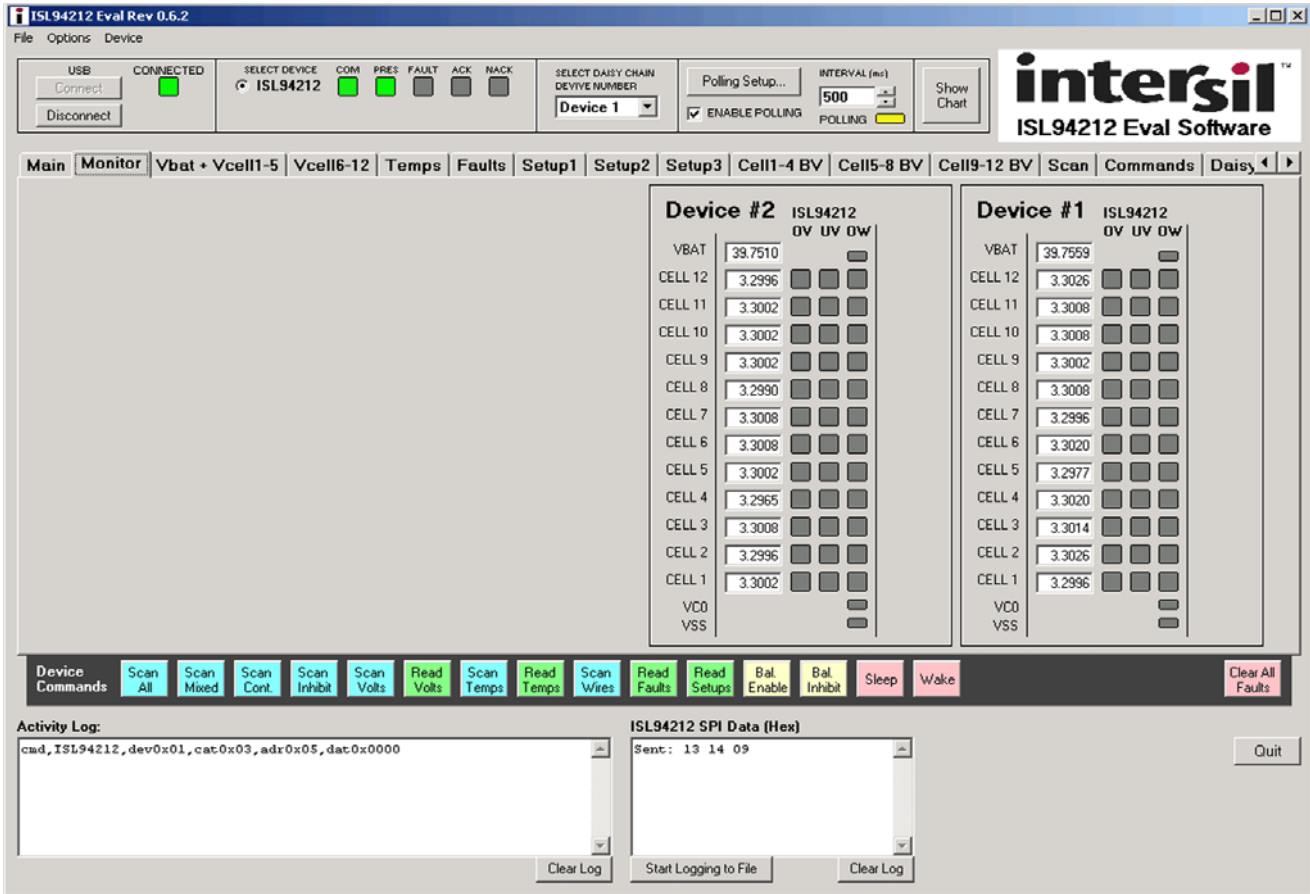 ISL94212 Eval Rev 0.6.2
File Options Device
USB
Connect
Disconnect
CONNECTED
SELECT DEVICE
ISL94212
COM PRES FAULT ACK NACK
SELECT DAISY CHAIN
DEVIVE NUMBER
Device 1
Polling Setup...
ENABLE POLLING
INTERVAL (ms)
500
POLLING
Show
Chart
intersil™
ISL94212 Eval Software
Main Monitor Vbat + Vcell1-5 Vcell6-12 Temps Faults Setup1 Setup2 Setup3 Cell1-4 BV Cell5-8 BV Cell9-12 BV Scan Commands Daisy
Device #2 ISL94212
OV UV OW
VBAT 39.7510
CELL 12 3.2996
CELL 11 3.3002
CELL 10 3.3002
CELL 9 3.3002
CELL 8 3.2990
CELL 7 3.3008
CELL 6 3.3008
CELL 5 3.3002
CELL 4 3.2965
CELL 3 3.3008
CELL 2 3.2996
CELL 1 3.3002
VC0
VSS
Device #1 ISL94212
OV UV OW
VBAT 39.7559
CELL 12 3.3026
CELL 11 3.3008
CELL 10 3.3008
CELL 9 3.3002
CELL 8 3.3008
CELL 7 3.2996
CELL 6 3.3020
CELL 5 3.2977
CELL 4 3.3020
CELL 3 3.3014
CELL 2 3.3026
CELL 1 3.2996
VC0
VSS
Device
Commands
Scan
All
Scan
Mixed
Scan
Cont.
Scan
Inhibit
Scan
Volts
Read
Volts
Scan
Temps
Read
Temps
Scan
Wires
Read
Faults
Read
Setups
Bal.
Enable
Bal.
Inhibit
Sleep
Wake
Clear All
Faults
Activity Log:
cmd,ISL94212,dev0x01,cat0x03,adr0x05,dat0x0000
Clear Log
ISL94212 SPI Data (Hex)
Sent: 13 14 09
Start Logging to File
Clear Log
Quit